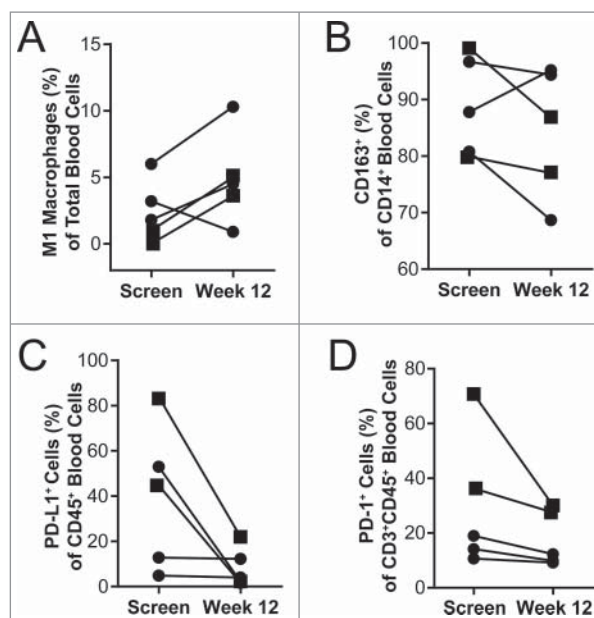 A
M1 Macrophages (%)
of Total Blood Cells
15
10
5
0
Screen Week 12
B
CD163+ (%)
of CD14+ Blood Cells
100
90
80
70
60
Screen Week 12
C
PD-L1+ Cells (%)
of CD45+ Blood Cells
100
80
60
40
20
0
Screen Week 12
D
PD-1+ Cells (%)
of CD3+CD45+ Blood Cells
80
60
40
20
0
Screen Week 12